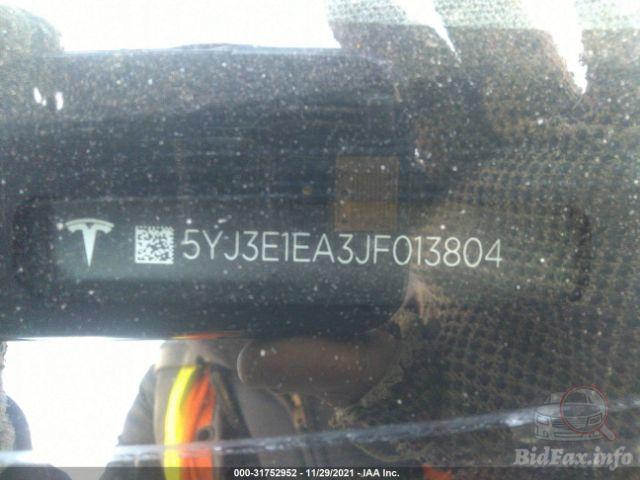 5YJ3E1EA3JF013804
000-31752952 - 11/29/2021 - IAA Inc.
BidFax.info